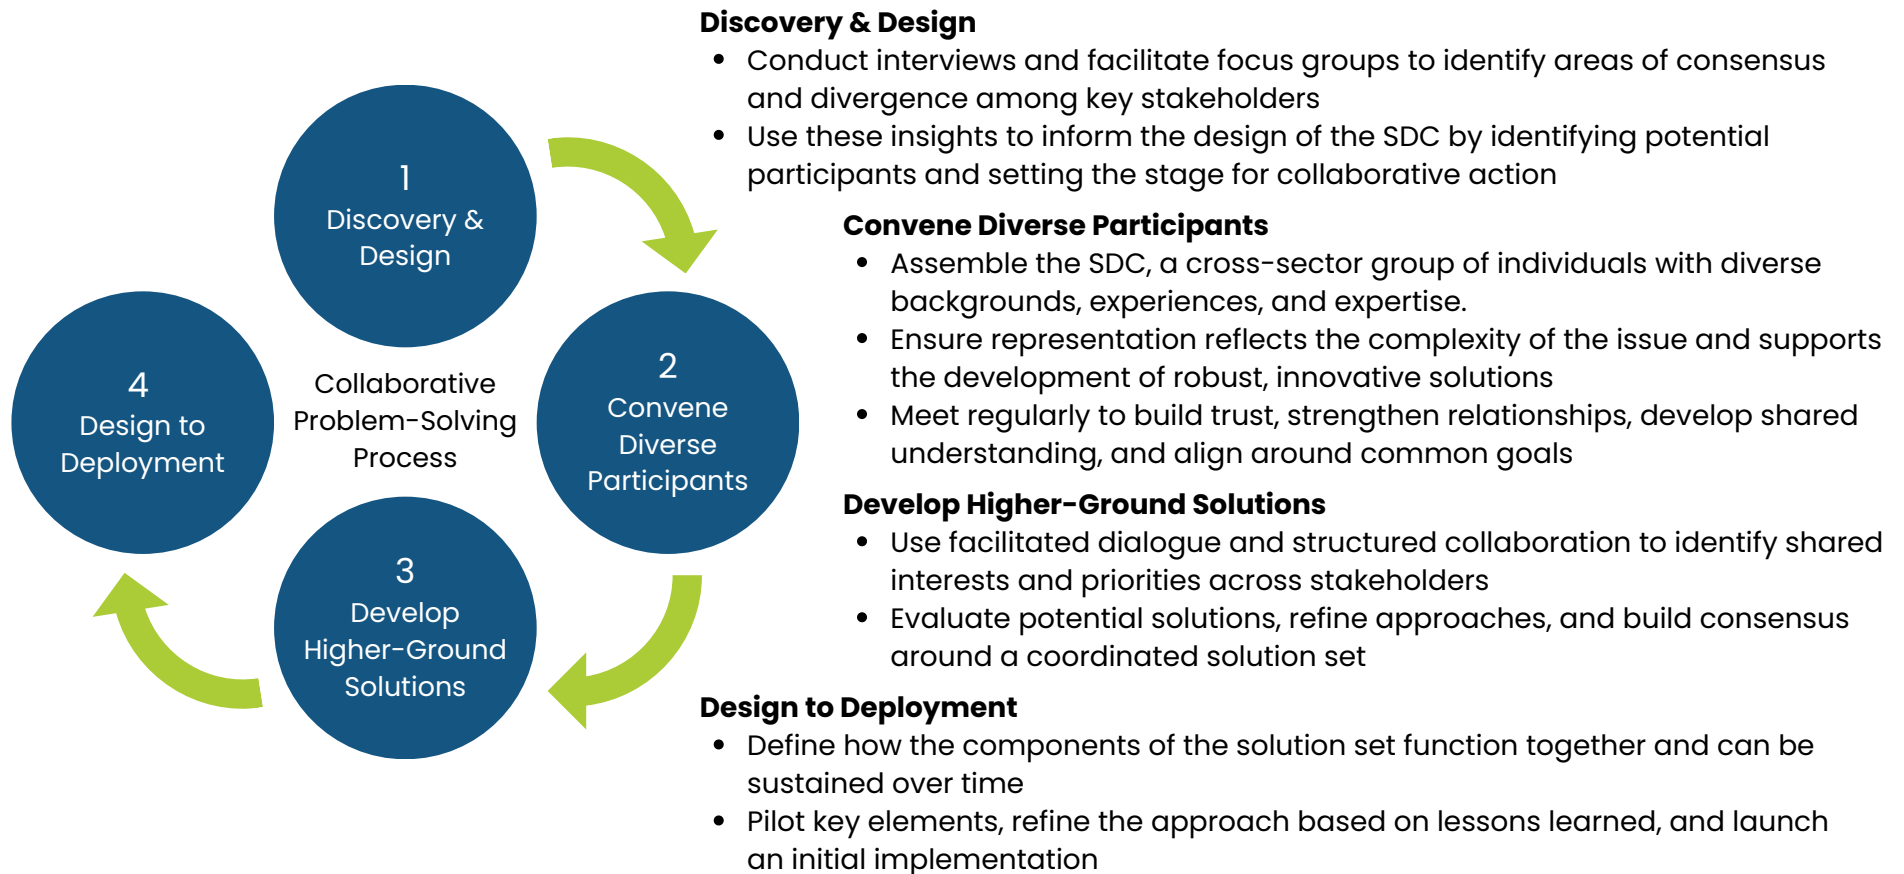 1
Discovery &
Design
2
Convene
Diverse
Participants
3
Develop
Higher-Ground
Solutions
4
Design to
Deployment
Collaborative
Problem-Solving
Process
Discovery & Design
• Conduct interviews and facilitate focus groups to identify areas of consensus
and divergence among key stakeholders
• Use these insights to inform the design of the SDC by identifying potential
participants and setting the stage for collaborative action
Convene Diverse Participants
• Assemble the SDC, a cross-sector group of individuals with diverse
backgrounds, experiences, and expertise.
• Ensure representation reflects the complexity of the issue and supports
the development of robust, innovative solutions
• Meet regularly to build trust, strengthen relationships, develop shared
understanding, and align around common goals
Develop Higher-Ground Solutions
• Use facilitated dialogue and structured collaboration to identify shared
interests and priorities across stakeholders
• Evaluate potential solutions, refine approaches, and build consensus
around a coordinated solution set
Design to Deployment
• Define how the components of the solution set function together and can be
sustained over time
• Pilot key elements, refine the approach based on lessons learned, and launch
an initial implementation